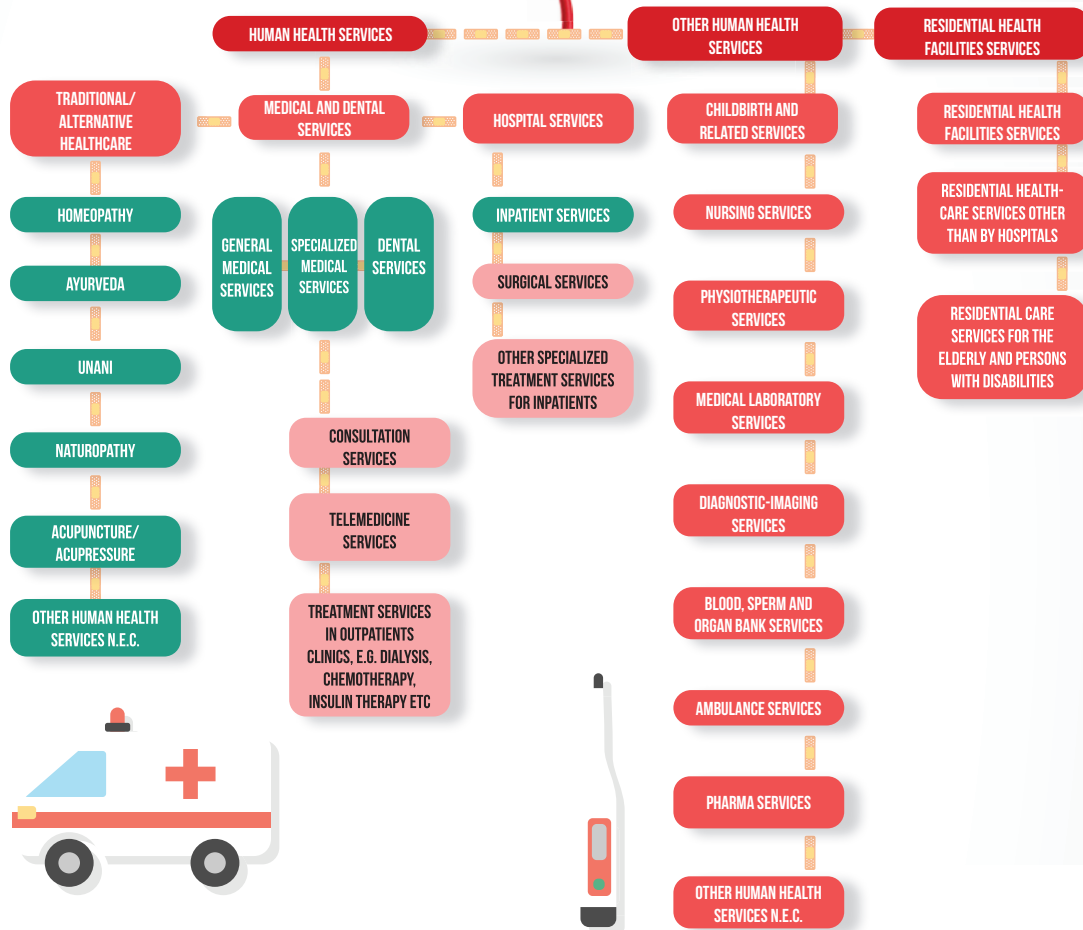 HUMAN HEALTH SERVICES
OTHER HUMAN HEALTH
SERVICES
RESIDENTIAL HEALTH
FACILITIES SERVICES
TRADITIONAL/
ALTERNATIVE
HEALTHCARE
MEDICAL AND DENTAL
SERVICES
HOSPITAL SERVICES
HOMEOPATHY
AYURVEDA
UNANI
NATUROPATHY
ACUPUNCTURE/
ACUPRESSURE
OTHER HUMAN HEALTH
SERVICES N.E.C.
GENERAL
MEDICAL
SERVICES
SPECIALIZED
MEDICAL
SERVICES
DENTAL
SERVICES
CONSULTATION
SERVICES
TELEMEDICINE
SERVICES
TREATMENT SERVICES
IN OUTPATIENTS
CLINICS, E.G. DIALYSIS,
CHEMOTHERAPY,
INSULIN THERAPY ETC
INPATIENT SERVICES
SURGICAL SERVICES
OTHER SPECIALIZED
TREATMENT SERVICES
FOR INPATIENTS
CHILDBIRTH AND
RELATED SERVICES
NURSING SERVICES
PHYSIOTHERAPEUTIC
SERVICES
MEDICAL LABORATORY
SERVICES
DIAGNOSTIC-IMAGING
SERVICES
BLOOD, SPERM AND
ORGAN BANK SERVICES
AMBULANCE SERVICES
PHARMA SERVICES
OTHER HUMAN HEALTH
SERVICES N.E.C.
RESIDENTIAL HEALTH
FACILITIES SERVICES
RESIDENTIAL HEALTH-
CARE SERVICES OTHER
THAN BY HOSPITALS
RESIDENTIAL CARE
SERVICES FOR THE
ELDERLY AND PERSONS
WITH DISABILITIES